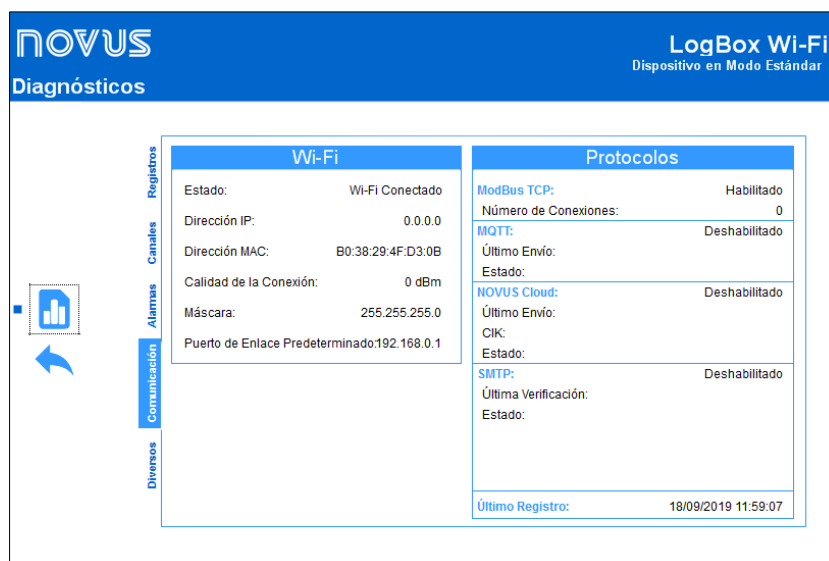 NOVUS
LogBox Wi-Fi
Dispositivo en Modo Estándar
Diagnósticos
Registros
Canales
Alarmas
Comunicación
Diversos
Wi-Fi
Estado: Wi-Fi Conectado
Dirección IP: 0.0.0.0
Dirección MAC: B0:38:29:4F:D3:0B
Calidad de la Conexión: 0 dBm
Máscara: 255.255.255.0
Puerto de Enlace Predeterminado:192.168.0.1
Protocolos
ModBus TCP: Habilitado
Número de Conexiones: 0
MQTT: Deshabilitado
Último Envío:
Estado:
NOVUS Cloud: Deshabilitado
Último Envío:
CIK:
Estado:
SMTP: Deshabilitado
Última Verificación:
Estado:
Último Registro: 18/09/2019 11:59:07